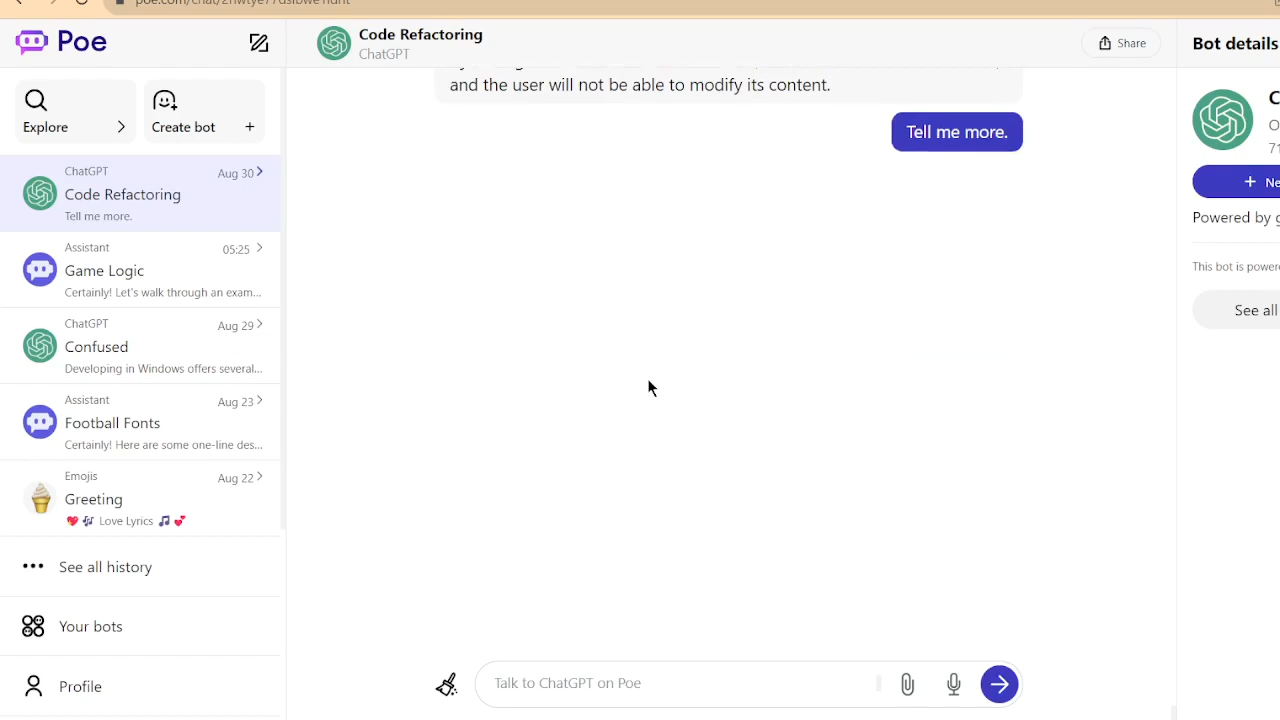 Poe
Explore
Create bot +
ChatGPT
Aug 30
Code Refactoring
Tell me more.
Assistant
05:25
Game Logic
Certainly! Let's walk through an exam...
ChatGPT
Aug 29
Confused
Developing in Windows offers several...
Assistant
Aug 23
Football Fonts
Certainly! Here are some one-line des...
Emojis
Aug 22
Greeting
Love Lyrics
See all history
Your bots
Profile
Code Refactoring
ChatGPT
Share
and the user will not be able to modify its content.
Tell me more.
Talk to ChatGPT on Poe
Bot details
C
O
71
+ Ne
Powered by g
This bot is power
See all